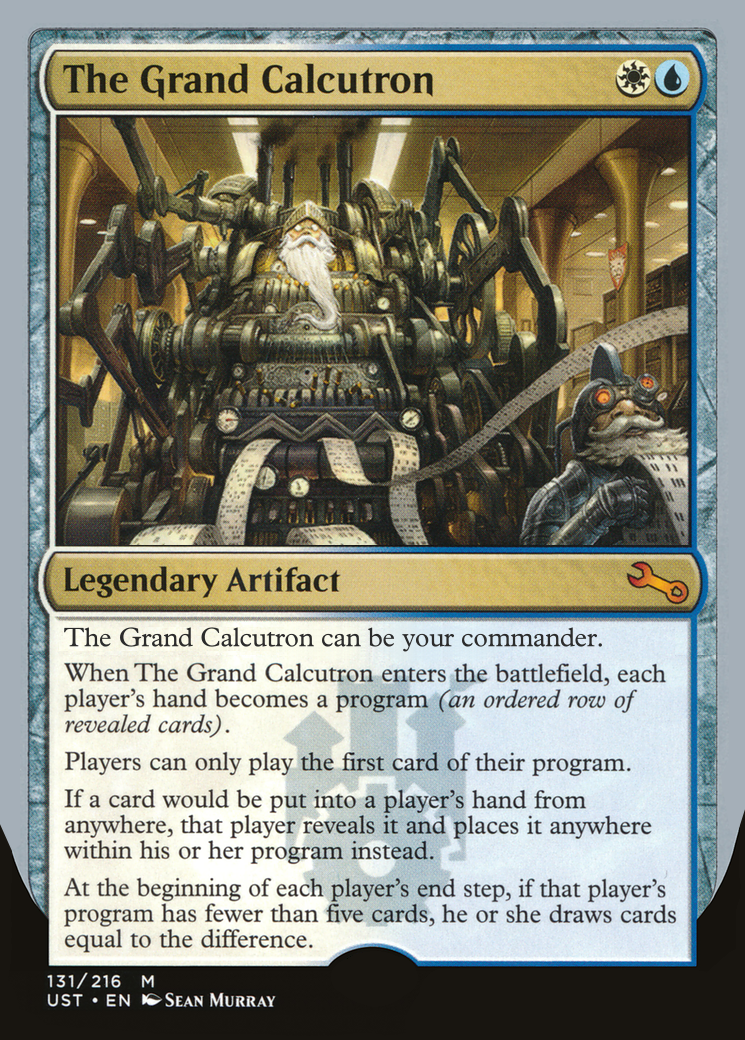 The Grand Calcutron
Legendary Artifact
The Grand Calcutron can be your commander.
When The Grand Calcutron enters the battlefield, each
player's hand becomes a program (an ordered row of
revealed cards).
Players can only play the first card of their program.
If a card would be put into a player's hand from
anywhere, that player reveals it and places it anywhere
within his or her program instead.
At the beginning of each player's end step, if that player's
program has fewer than five cards, he or she draws cards
equal to the difference.
131/216 M
UST • EN Sean Murray